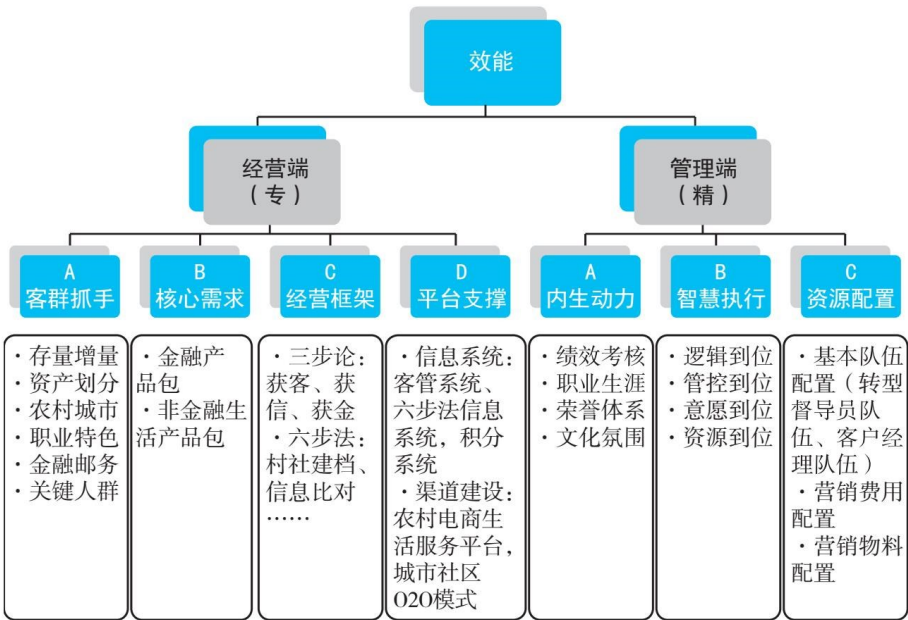 效能
经营端
（专）
管理端
（精）
A
客群抓手
B
核心需求
C
经营框架
D
平台支撑
A
内生动力
B
智慧执行
C
资源配置
·存量增量
·资产划分
·农村城市
·职业特色
·金融邮务
·关键人群
·金融产
品包
·非金融生
活产品包
·三步论：
获客、获
信、获金
·六步法：
村社建档、
信息比对
……
·信息系统：
客管系统、
六步法信息
系统，积分
系统
·渠道建设：
农村电商生
活服务平台，
城市社区
O2O模式
·绩效考核
·职业生涯
·荣誉体系
·文化氛围
·逻辑到位
·管控到位
·意愿到位
·资源到位
·基本队伍
配置（转型
督导员队
伍、客户经
理队伍）
·营销费用
配置
·营销物料
配置